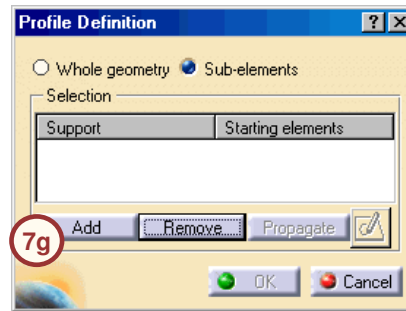 Profile Definition ? X
Whole geometry Sub-elements
Selection
Support Starting elements
7g Add Remove Propagate
OK Cancel